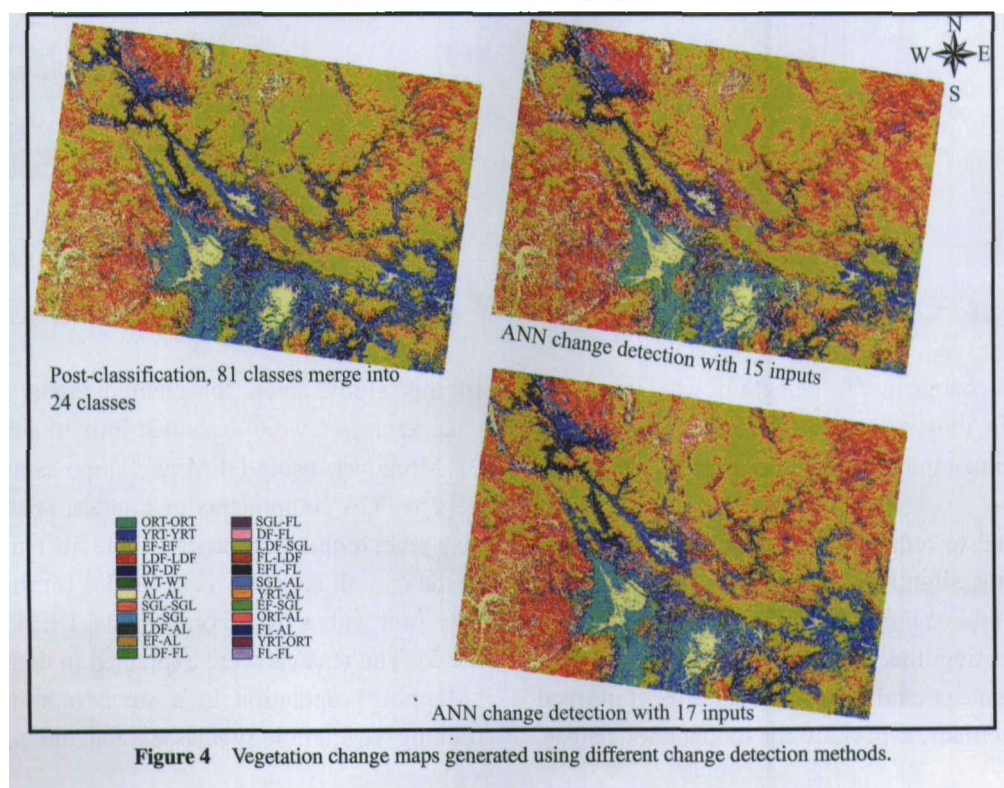 N
W E
S
Post-classification, 81 classes merge into
24 classes
ANN change detection with 15 inputs
ORT-ORT
YRT-YRT
EF-EF
LDF-LDF
DF-DF
WT-WT
AL-AL
SGL-SGL
FL-SGL
LDF-AL
EF-AL
LDF-FL
SGL-FL
DF-FL
LDF-SGL
FL-LDF
EFL-FL
SGL-AL
YRT-AL
EF-SGL
ORT-AL
FL-AL
YRT-ORT
FL-FL
ANN change detection with 17 inputs
Figure 4 Vegetation change maps generated using different change detection methods.